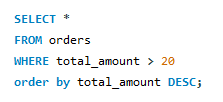 SELECT *
FROM orders
WHERE total_amount > 20
order by total_amount DESC;